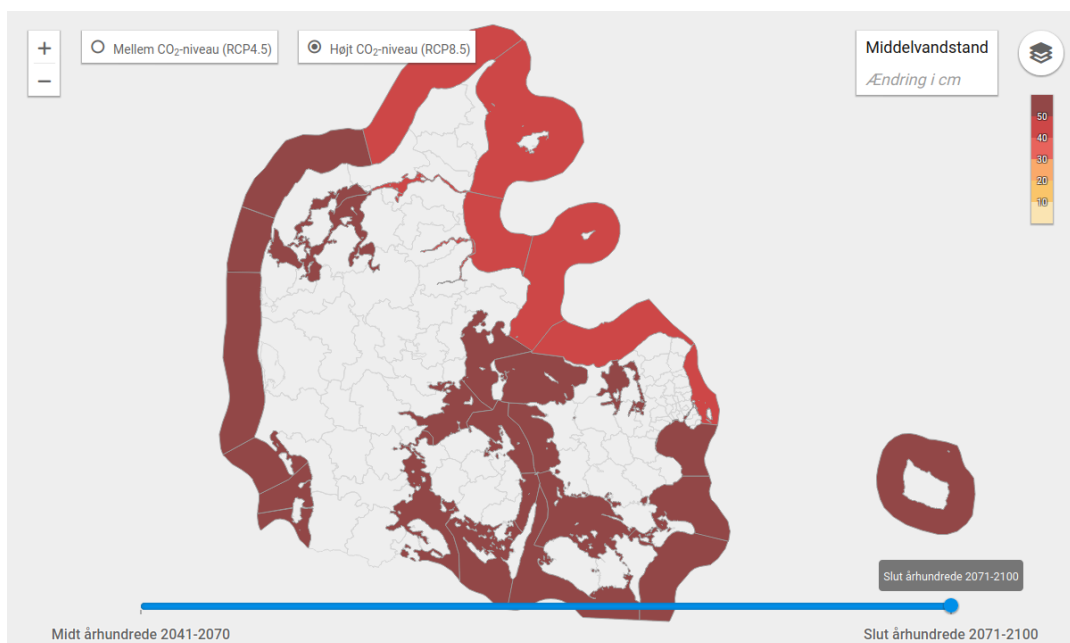 +
−
Mellem CO₂-niveau (RCP4.5)
Højt CO₂-niveau (RCP8.5)
Middelvandstand
Ændring i cm
50
40
30
20
10
Slut århundrede 2071-2100
Midt århundrede 2041-2070
Slut århundrede 2071-2100